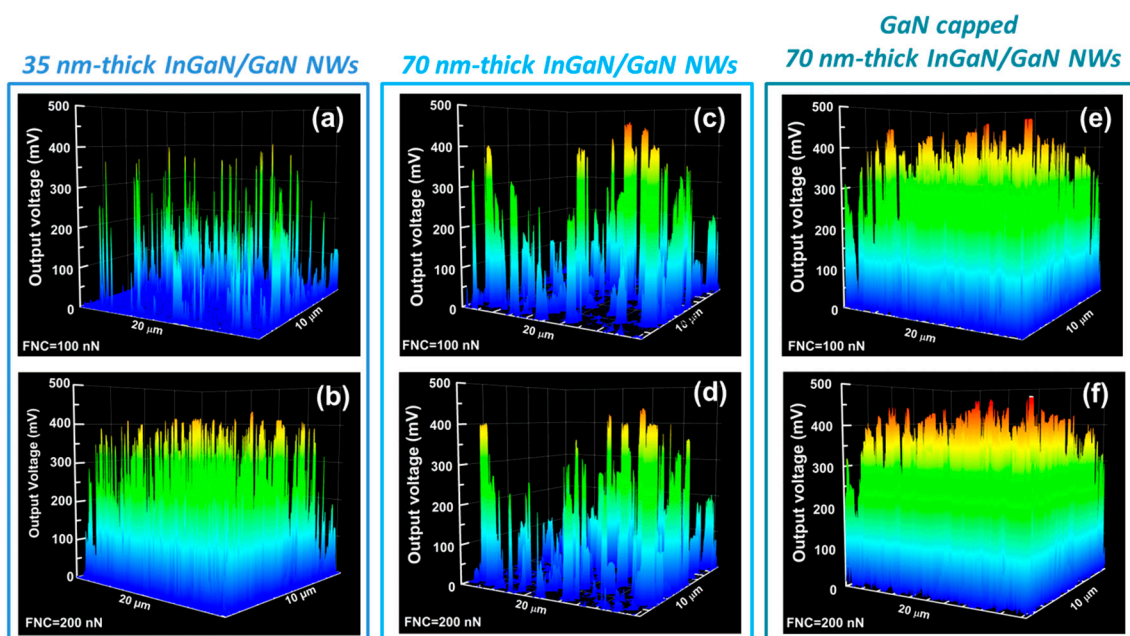 35 nm-thick InGaN/GaN NWs
70 nm-thick InGaN/GaN NWs
GaN capped
70 nm-thick InGaN/GaN NWs
(a)
Output voltage (mV)
500
400
300
200
100
0
20 μm
10 μm
FNC=100 nN
(b)
Output Voltage (mV)
500
400
300
200
100
0
20 μm
10 μm
FNC=200 nN
(c)
Output voltage (mV)
500
400
300
200
100
0
20 μm
10 μm
FNC=100 nN
(d)
Output voltage (mV)
500
400
300
200
100
0
20 μm
10 μm
FNC=200 nN
(e)
Output voltage (mV)
500
400
300
200
100
0
20 μm
10 μm
FNC=100 nN
(f)
Output voltage (mV)
500
400
300
200
100
0
20 μm
10 μm
FNC=200 nN